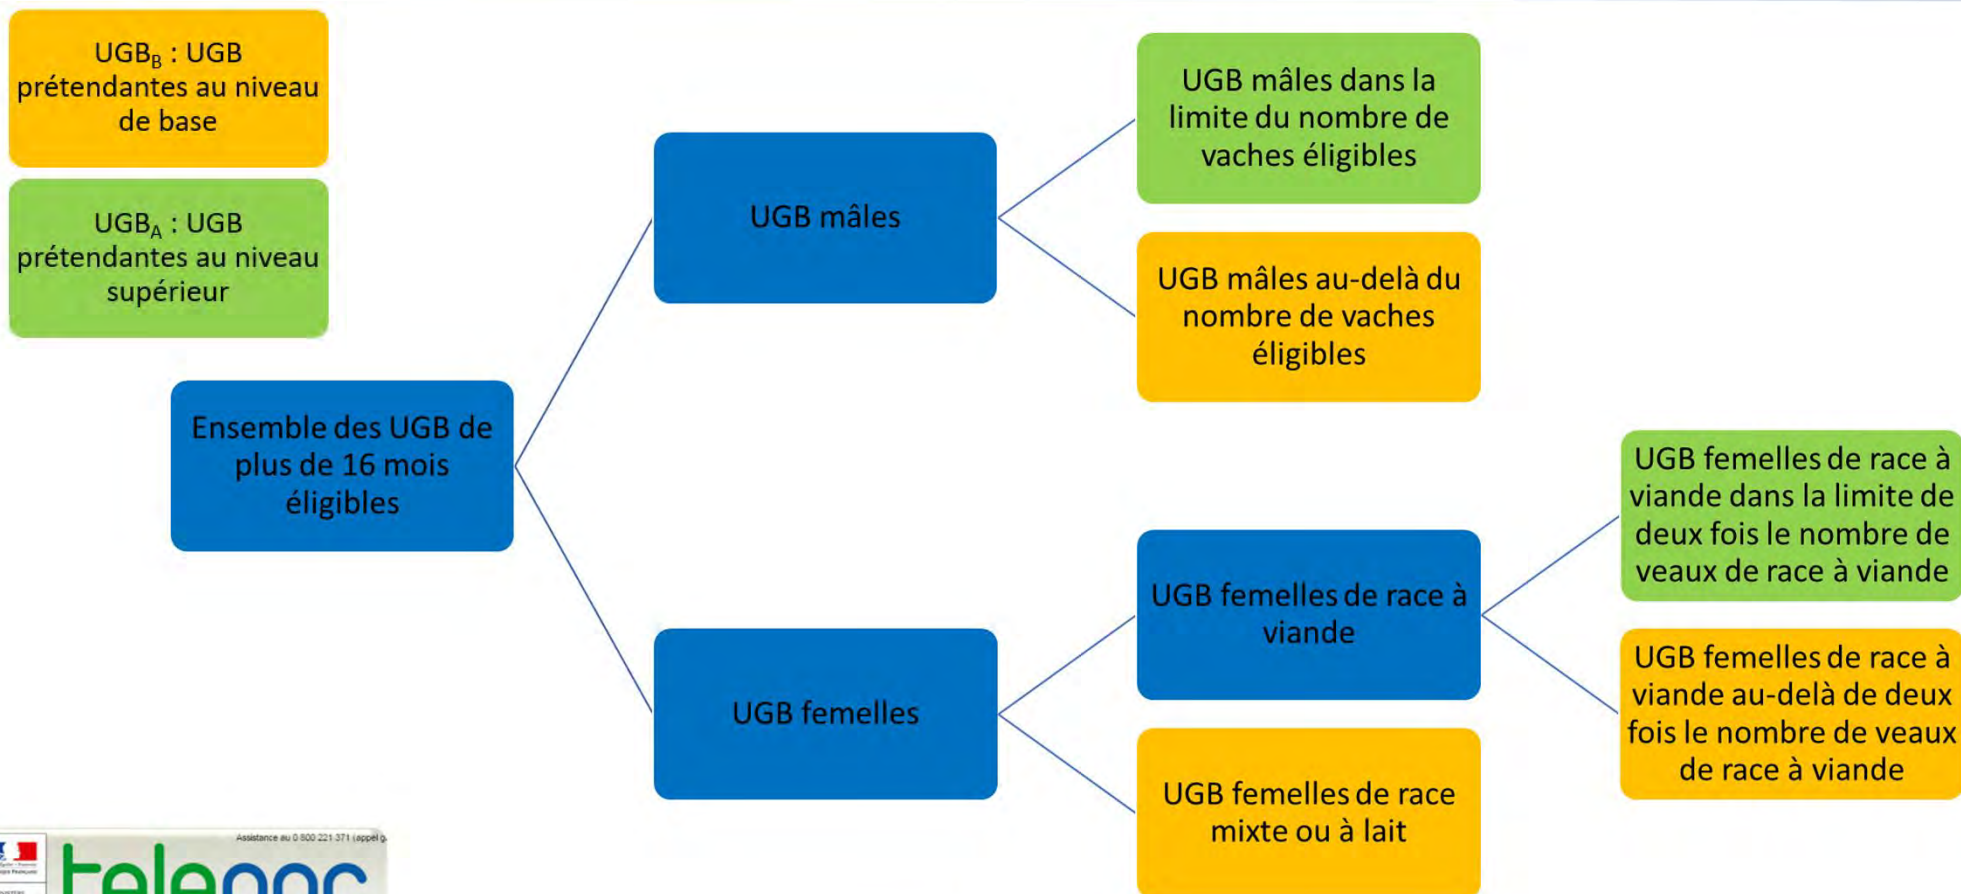 UGBB : UGB
prétendantes au niveau
de base
UGBA : UGB
prétendantes au niveau
supérieur
Ensemble des UGB de
plus de 16 mois
éligibles
UGB mâles
UGB mâles dans la
limite du nombre de
vaches éligibles
UGB mâles au-delà du
nombre de vaches
éligibles
UGB femelles
UGB femelles de race à
viande
UGB femelles de race à
viande dans la limite de
deux fois le nombre de
veaux de race à viande
UGB femelles de race à
viande au-delà de deux
fois le nombre de veaux
de race à viande
UGB femelles de race
mixte ou à lait
Assistance au 0 800 221 371 (appel g
telepac